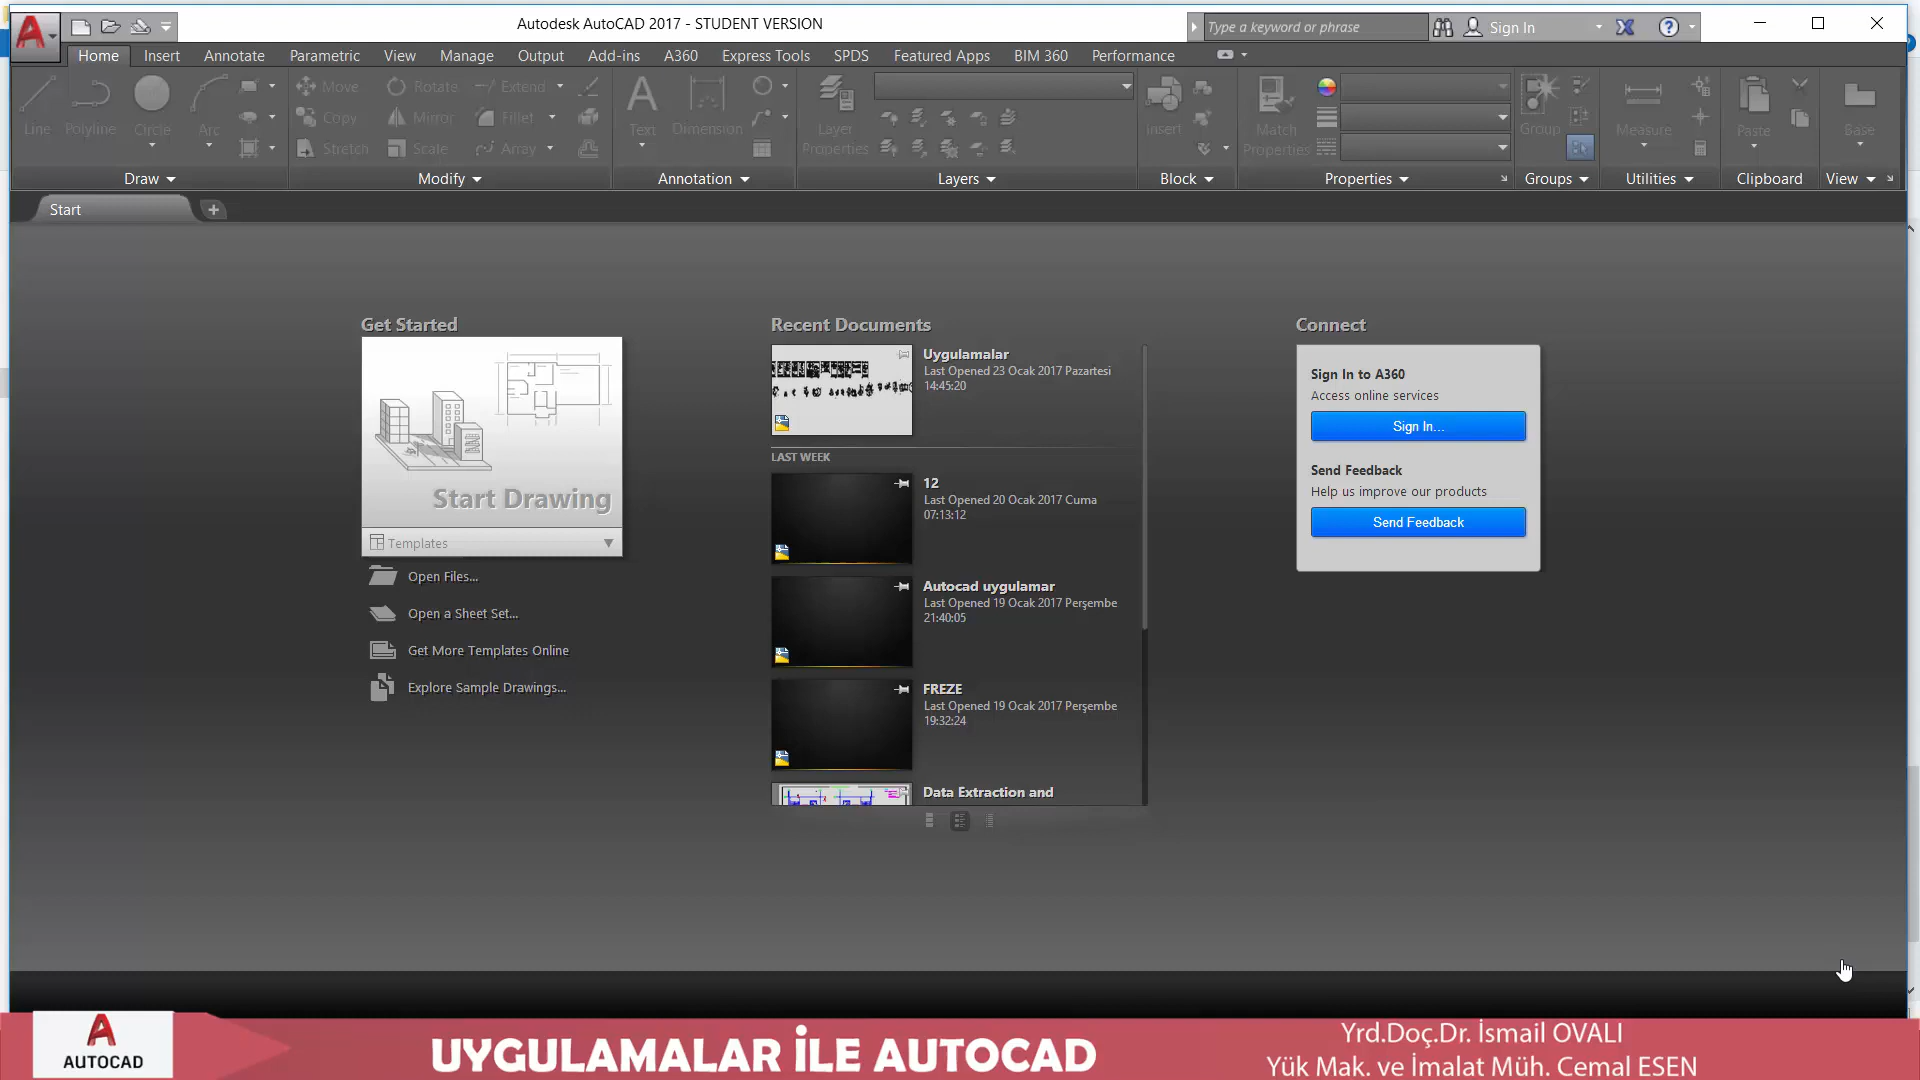 Autodesk AutoCAD 2017 - STUDENT VERSION
Type a keyword or phrase
Sign In
Home Insert Annotate Parametric View Manage Output Add-ins A360 Express Tools SPDS Featured Apps BIM 360 Performance
Line Polyline Circle Arc
Move Rotate Extend
Copy Mirror Fillet
Stretch Scale Array
Text Dimension
Layer Properties
Insert
Match Properties
Group
Measure
Paste
Base
Draw Modify Annotation Layers Block Properties Groups Utilities Clipboard View
Start
Get Started
Start Drawing
Templates
Open Files...
Open a Sheet Set...
Get More Templates Online
Explore Sample Drawings...
Recent Documents
Uygulamalar
Last Opened 23 Ocak 2017 Pazartesi
14:45:20
LAST WEEK
12
Last Opened 20 Ocak 2017 Cuma
07:13:12
Autocad uygulamar
Last Opened 19 Ocak 2017 Perşembe
21:40:05
FREZE
Last Opened 19 Ocak 2017 Perşembe
19:32:24
Data Extraction and
Connect
Sign In to A360
Access online services
Sign In...
Send Feedback
Help us improve our products
Send Feedback
AUTOCAD
UYGULAMALAR İLE AUTOCAD
Yrd.Doç.Dr. İsmail OVALI
Yük Mak. ve İmalat Müh. Cemal ESEN